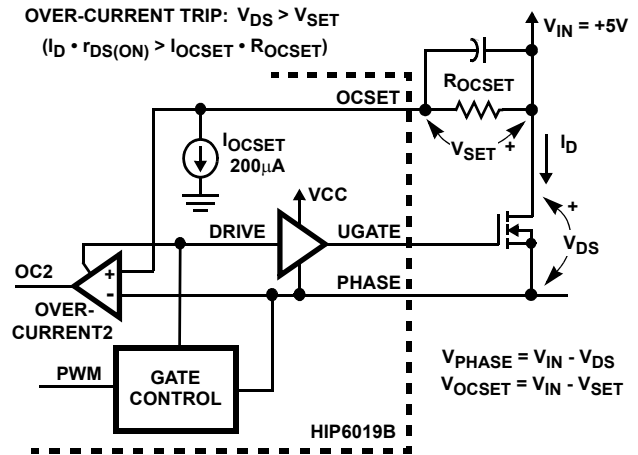 OVER-CURRENT TRIP: VDS > VSET
(ID • rDS(ON) > IOCSET • ROCSET)
VIN = +5V
ROCSET
OCSET
VSET +
ID
IOCSET
200μA
VCC
DRIVE
UGATE
+
VDS
OC2
+
-
PHASE
OVER-
CURRENT2
PWM
GATE
CONTROL
VPHASE = VIN - VDS
VOCSET = VIN - VSET
HIP6019B